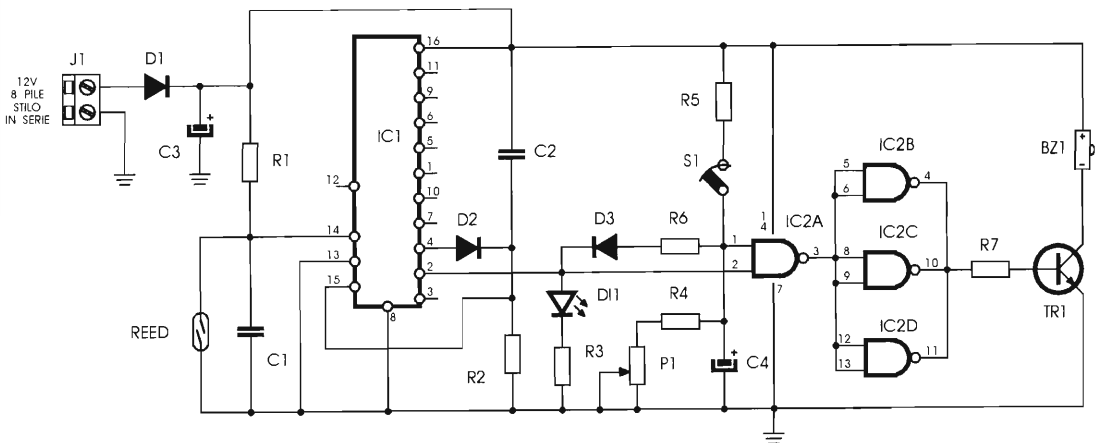 J1
D1
12V
8 PILE
STILO
IN SERIE
+
C3
R1
REED
C1
IC1
16
11
9
6
5
1
10
7
4
2
3
12
14
13
15
8
C2
D2
R2
D3
R6
DL1
R3
P1
R4
R5
S1
+
C4
1
4
IC2A
1
2
3
7
IC2B
5
6
4
IC2C
8
9
10
IC2D
12
13
11
R7
TR1
BZ1
+
-